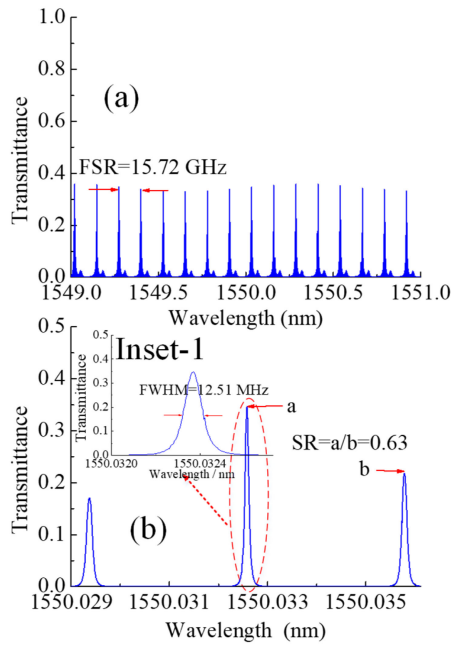 1.0
0.8
0.6
0.4
0.2
0.0
Transmittance
(a)
FSR=15.72 GHz
1549.0 1549.5 1550.0 1550.5 1551.0
Wavelength (nm)
0.5
0.4
0.3
0.2
0.1
0.0
Transmittance
Inset-1
0.5
0.4
0.3
0.2
0.1
0.0
Transmittance
FWHM=12.51 MHz
1550.0320 1550.0324
Wavelength / nm
a
SR=a/b=0.63
b
(b)
1550.029 1550.031 1550.033 1550.035
Wavelength (nm)